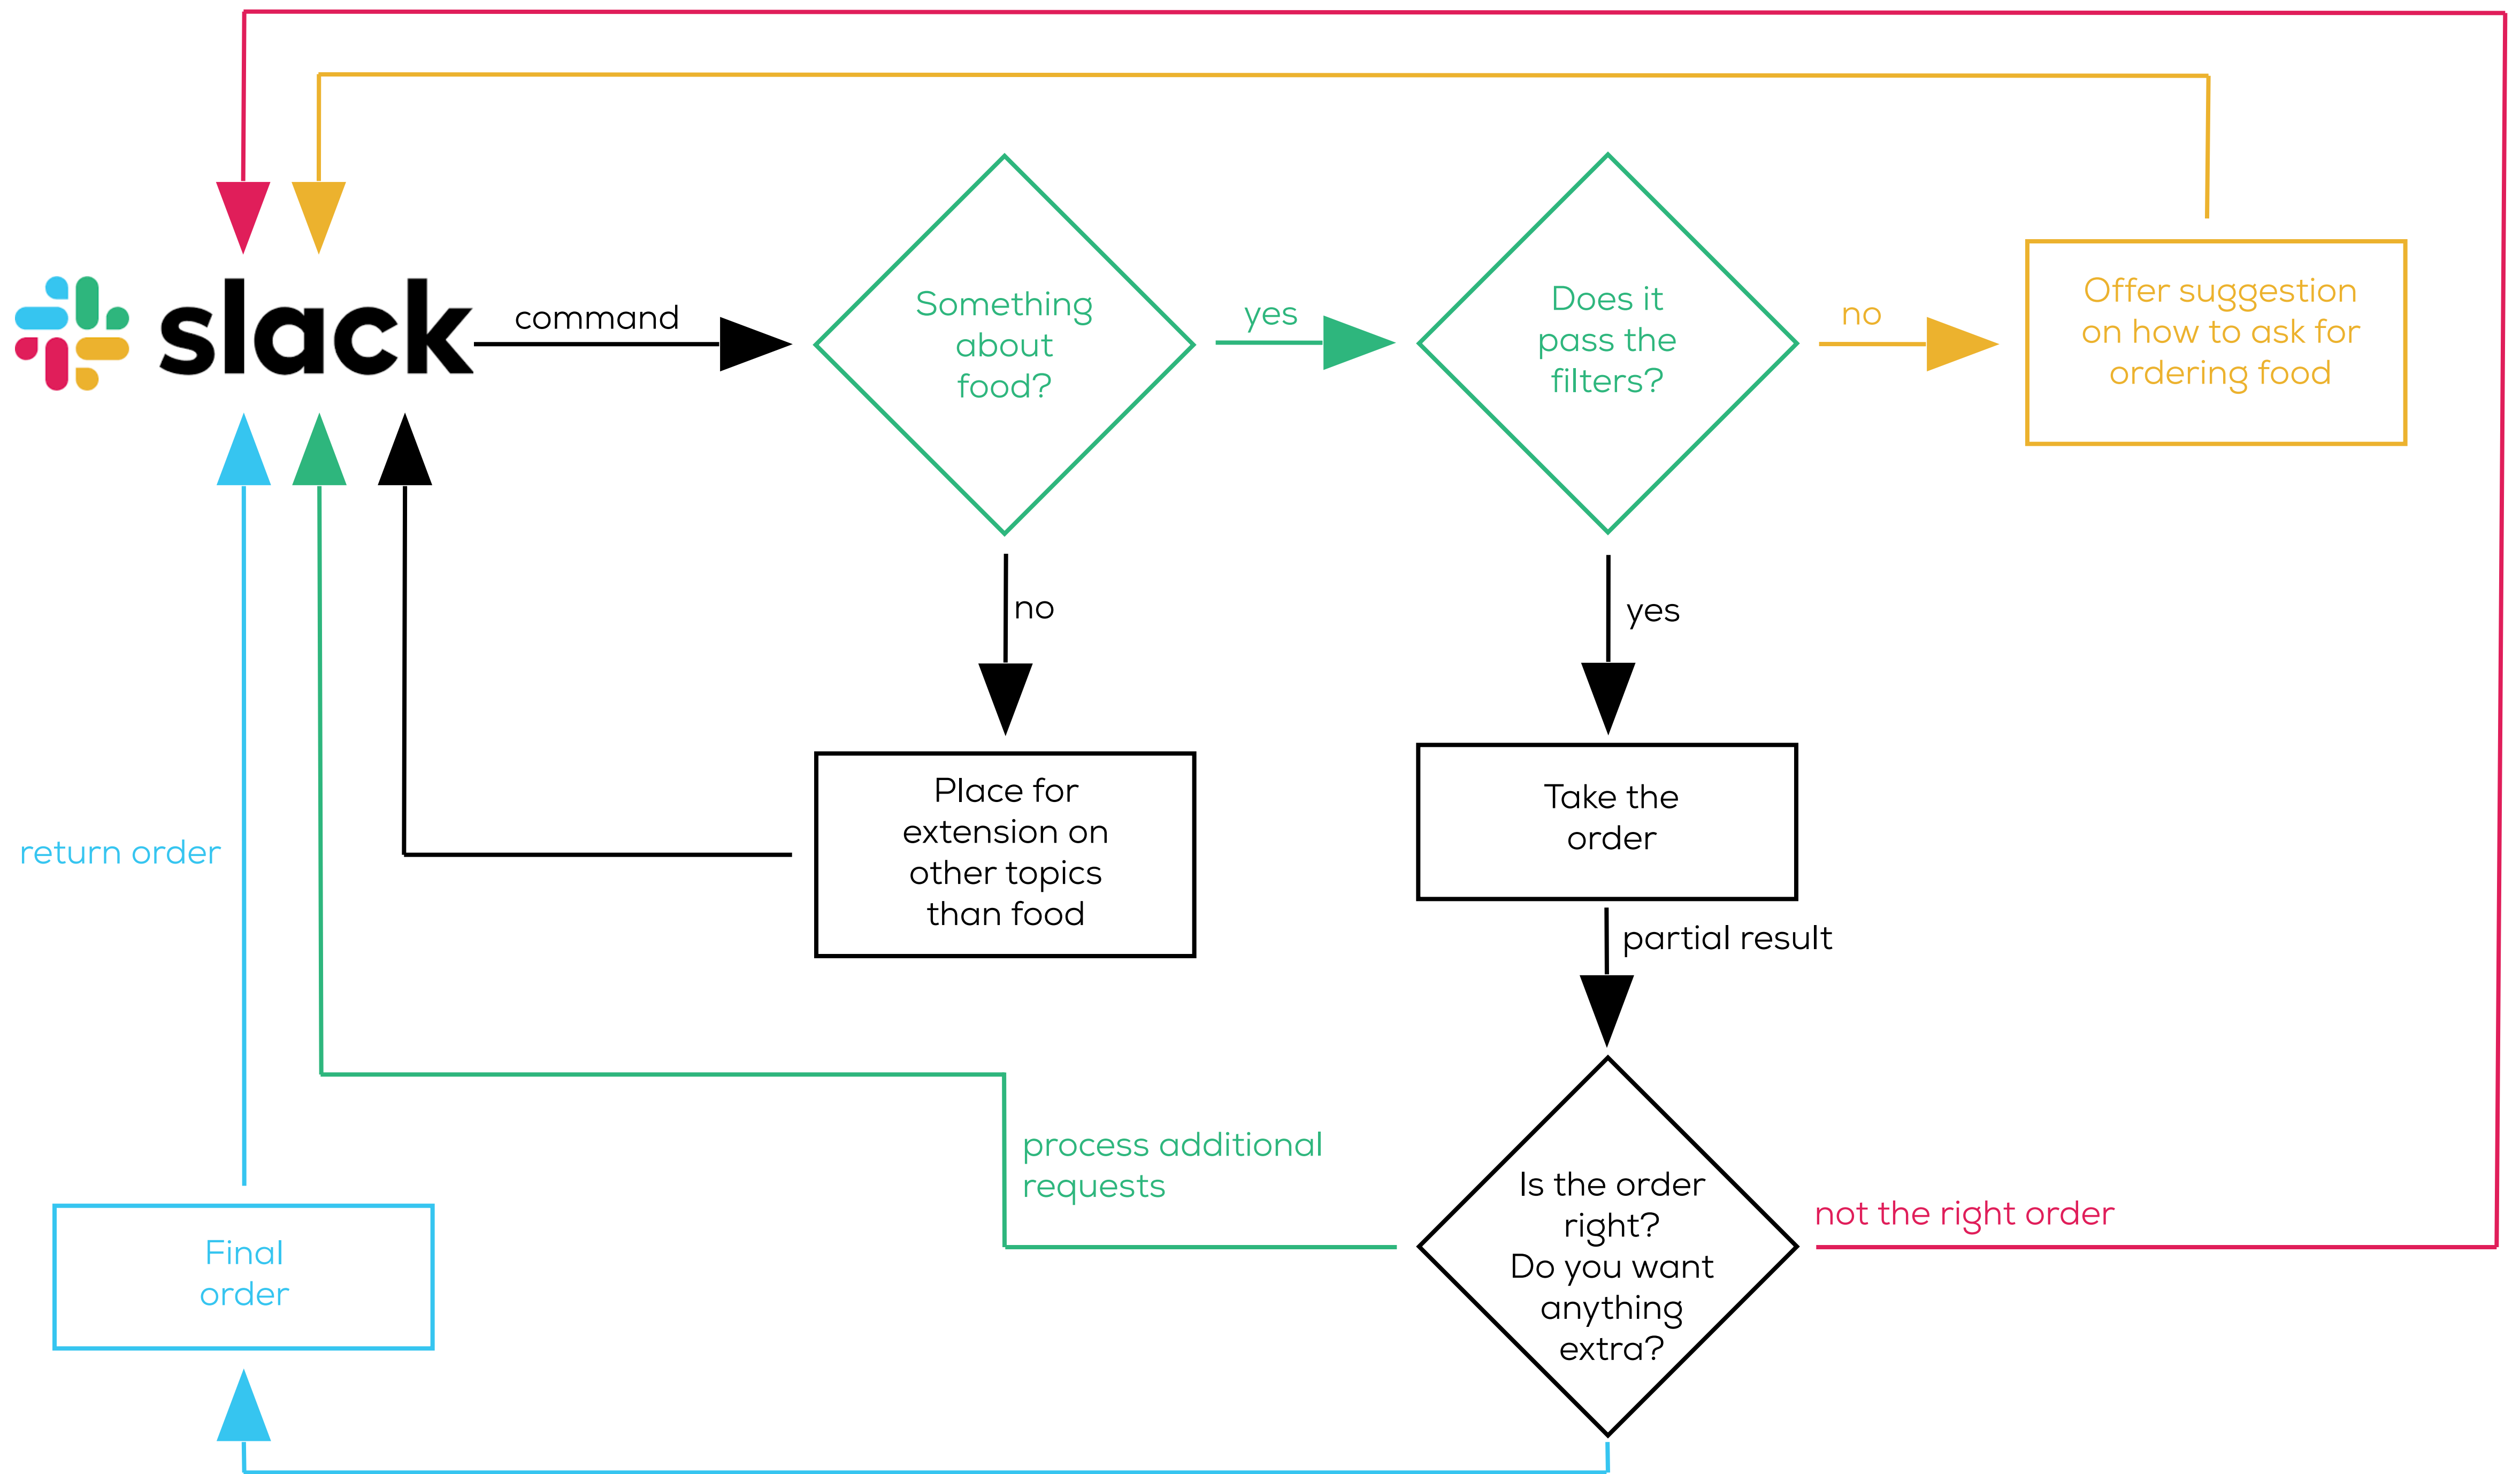 slack
command
Something
about
food?
yes
Does it
pass the
filters?
no
Offer suggestion
on how to ask for
ordering food
no
yes
Place for
extension on
other topics
than food
Take the
order
return order
partial result
process additional
requests
Is the order
right?
Do you want
anything
extra?
not the right order
Final
order